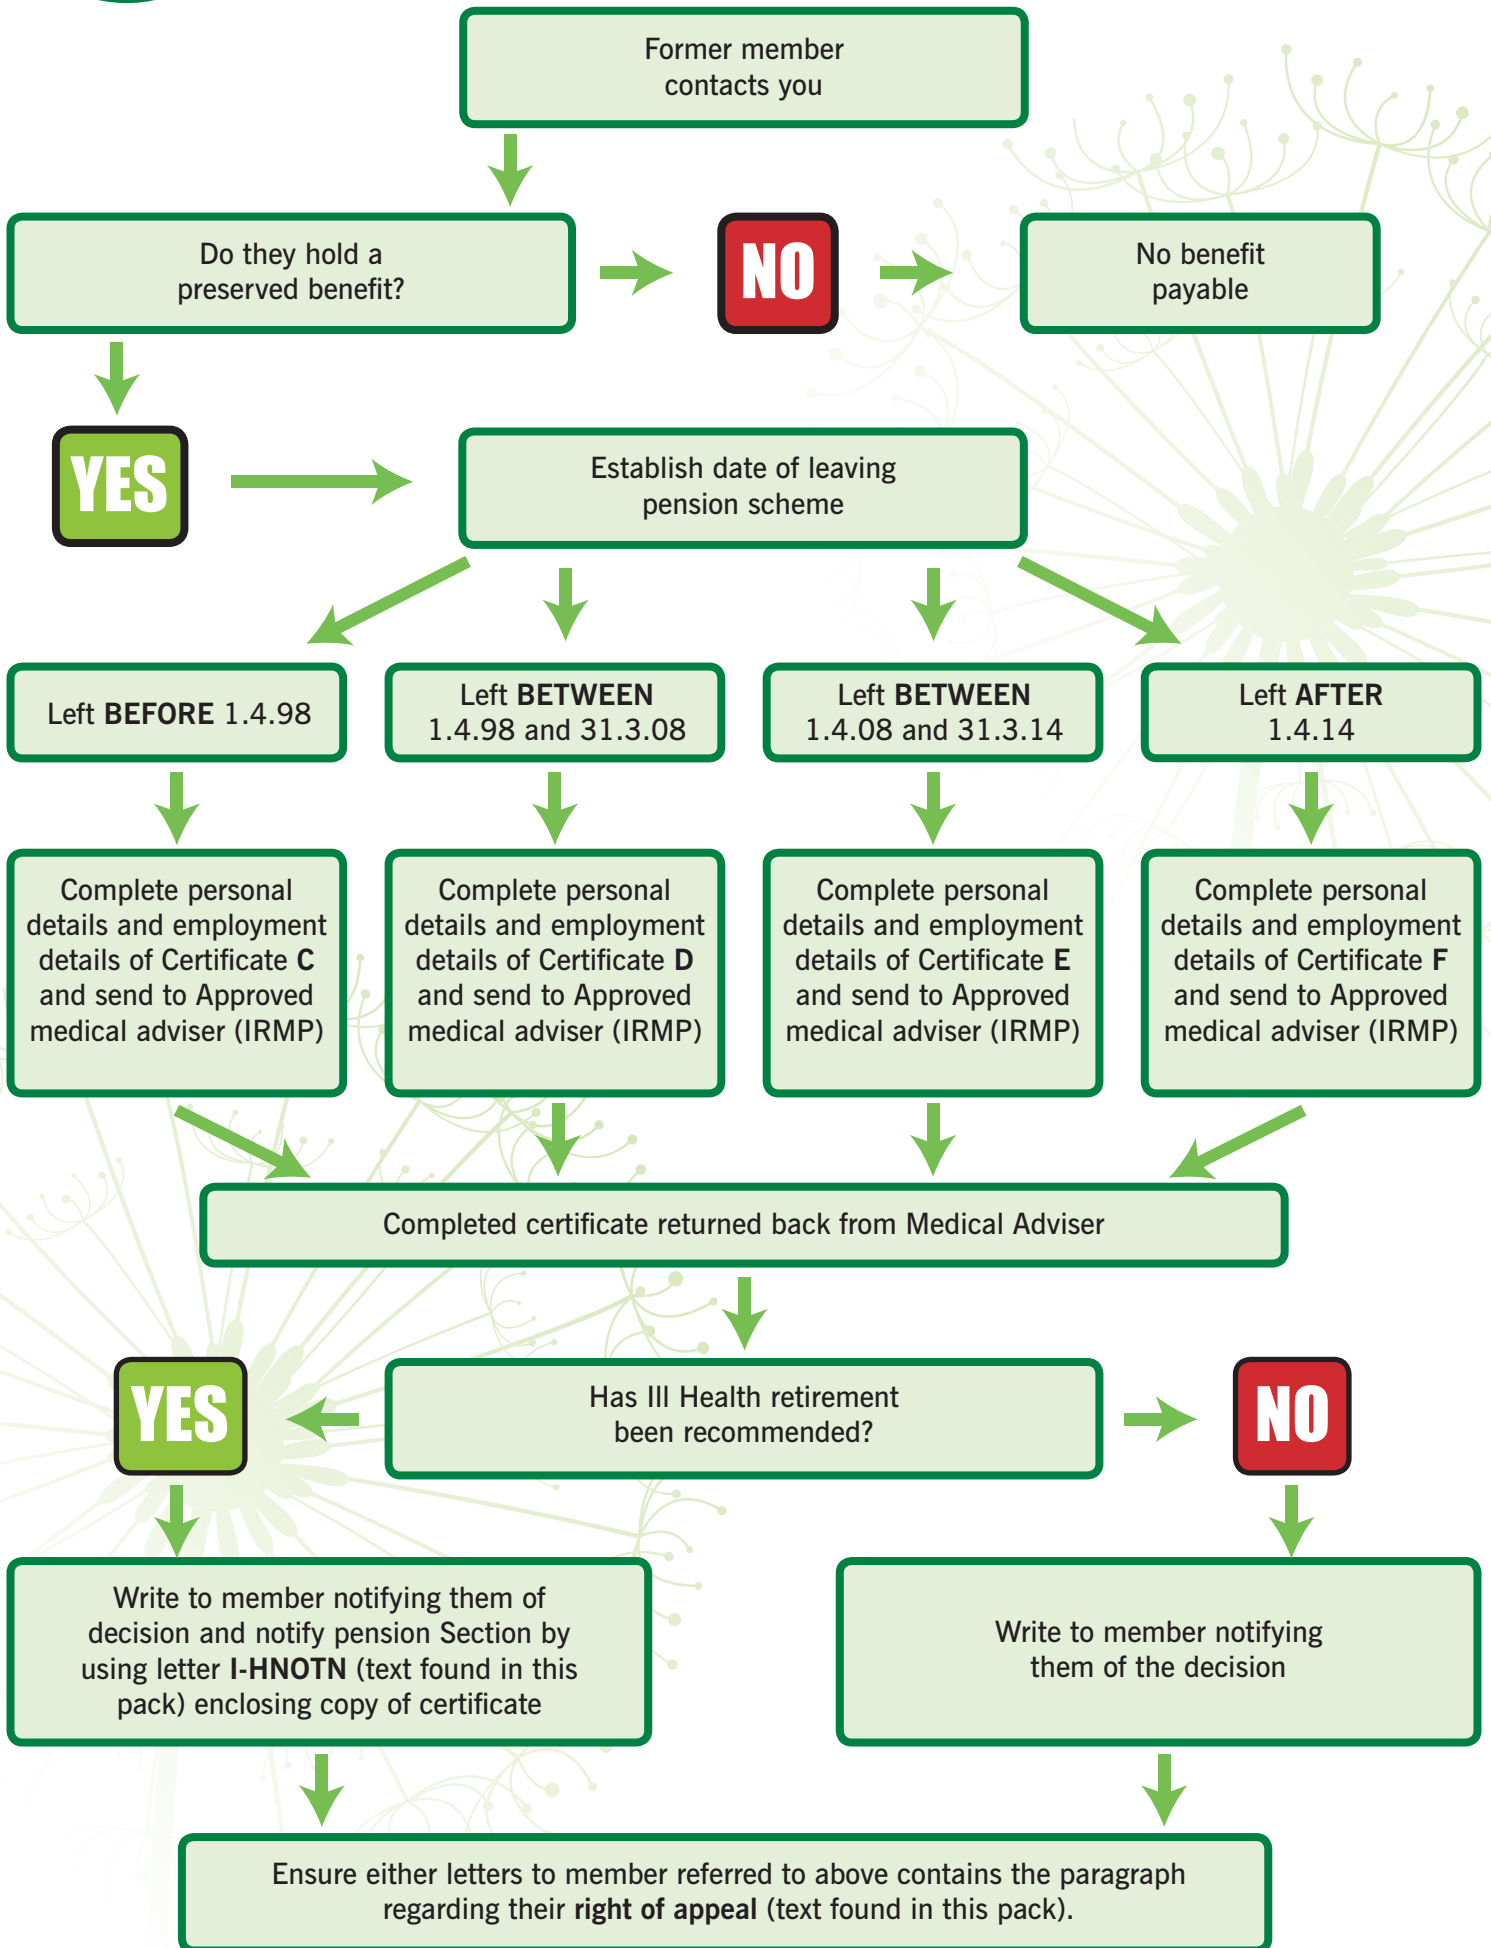 Former member
contacts you
Do they hold a
preserved benefit?
NO
No benefit
payable
YES
Establish date of leaving
pension scheme
Left BEFORE 1.4.98
Left BETWEEN
1.4.98 and 31.3.08
Left BETWEEN
1.4.08 and 31.3.14
Left AFTER
1.4.14
Complete personal
details and employment
details of Certificate C
and send to Approved
medical adviser (IRMP)
Complete personal
details and employment
details of Certificate D
and send to Approved
medical adviser (IRMP)
Complete personal
details and employment
details of Certificate E
and send to Approved
medical adviser (IRMP)
Complete personal
details and employment
details of Certificate F
and send to Approved
medical adviser (IRMP)
Completed certificate returned back from Medical Adviser
YES
Has Ill Health retirement
been recommended?
NO
Write to member notifying them of
decision and notify pension Section by
using letter I-HNOTN (text found in this
pack) enclosing copy of certificate
Write to member notifying
them of the decision
Ensure either letters to member referred to above contains the paragraph
regarding their right of appeal (text found in this pack).